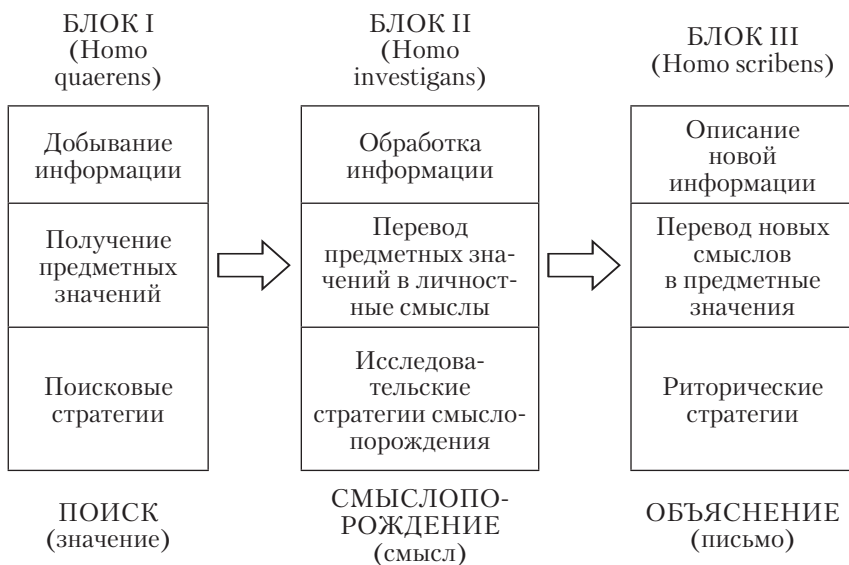 БЛОК I
(Homo
quaerens)
Добывание
информации
Получение
предметных
значений
Поисковые
стратегии
ПОИСК
(значение)
БЛОК II
(Homo
investigans)
Обработка
информации
Перевод
предметных зна-
чений в личност-
ные смыслы
Исследова-
тельские
стратегии смысло-
порождения
СМЫСЛОПО-
РОЖДЕНИЕ
(смысл)
БЛОК III
(Homo scribens)
Описание
новой
информации
Перевод новых
смыслов
в предметные
значения
Риторические
стратегии
ОБЪЯСНЕНИЕ
(письмо)